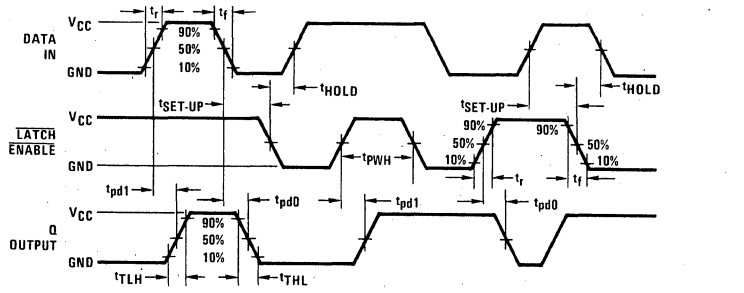 DATA IN
VCC
GND
tr
tf
90%
50%
10%
tHOLD
tSET-UP
tSET-UP
tHOLD
LATCH ENABLE
VCC
GND
tPWH
90%
50%
10%
90%
50%
10%
tr
tf
tpd1
tpd0
tpd1
tpd0
Q OUTPUT
VCC
GND
90%
50%
10%
tTLH
tTHL